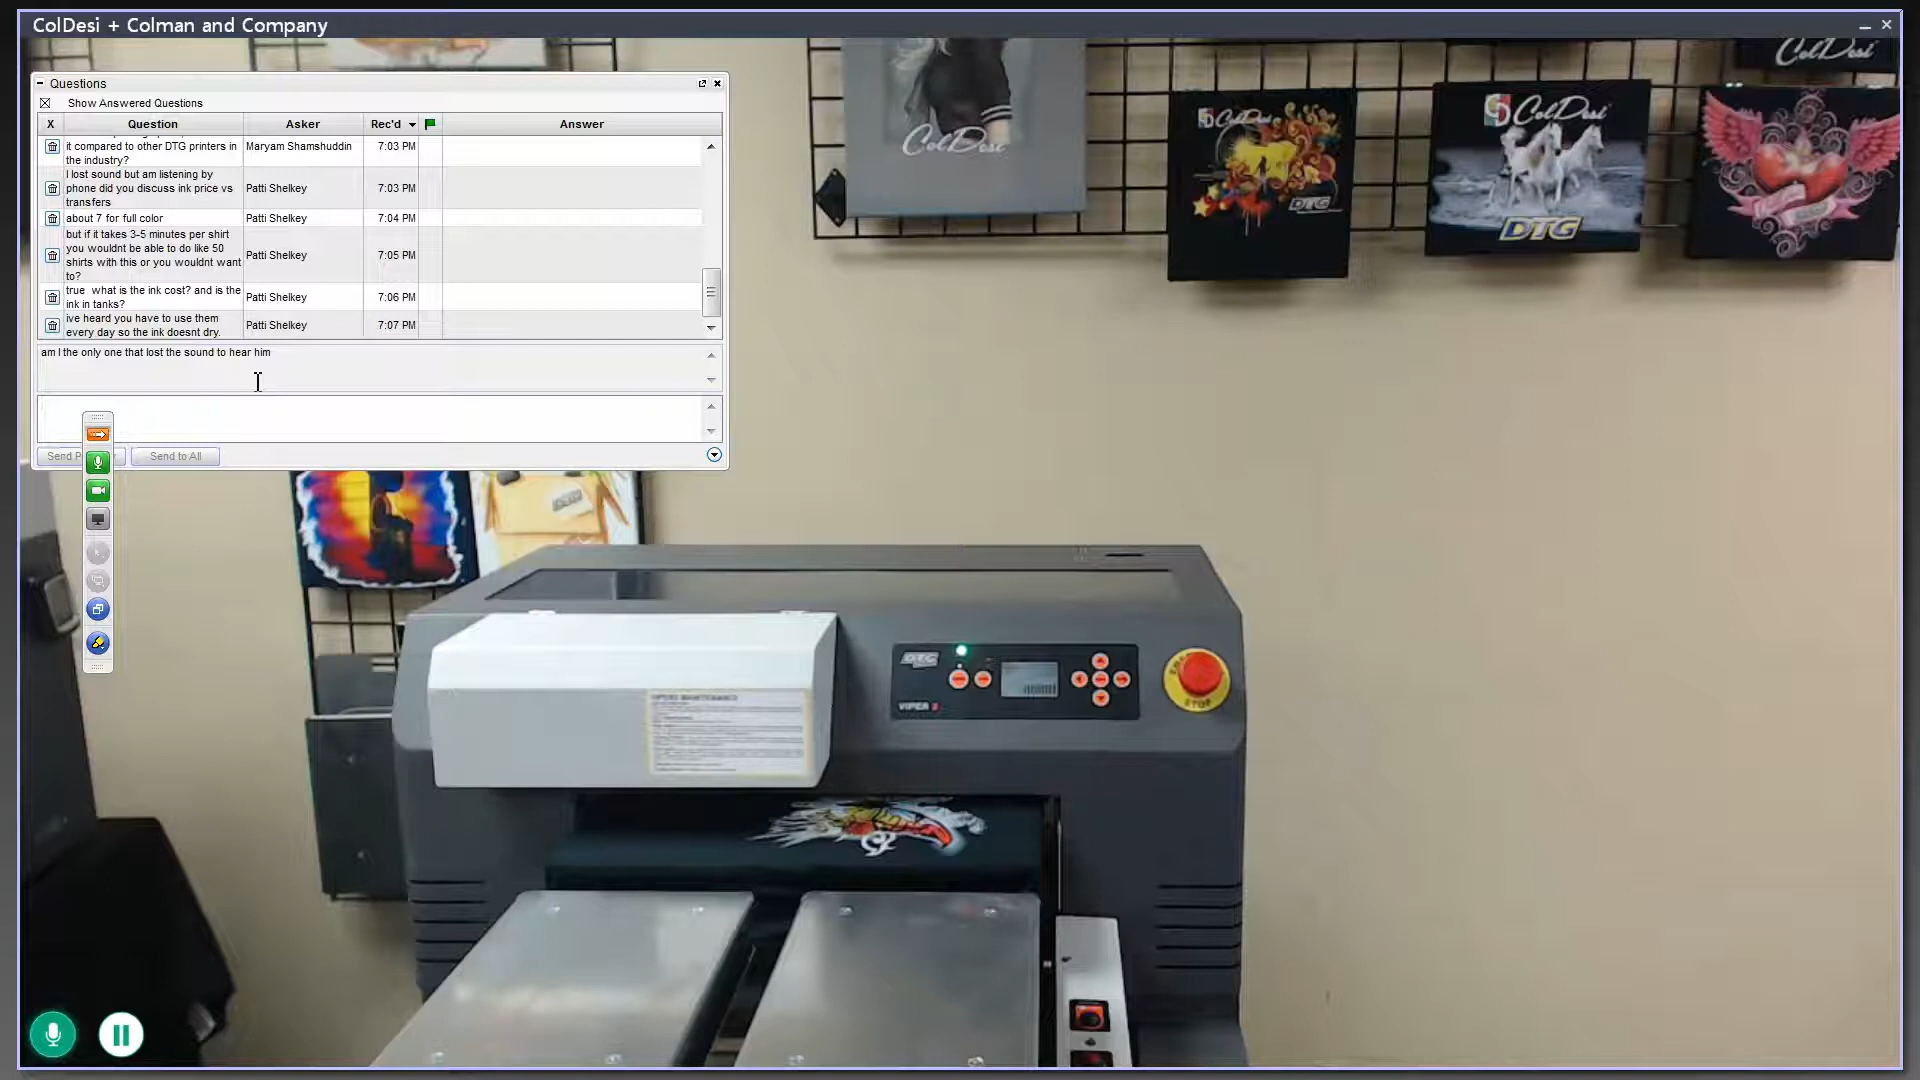 ColDesi + Colman and Company
Questions
Show Answered Questions
X Question Asker Rec'd Answer
it compared to other DTG printers in
the industry?
Maryam Shamshuddin 7:03 PM
I lost sound but am listening by
phone did you discuss ink price vs
transfers
Patti Shelkey 7:03 PM
about 7 for full color Patti Shelkey 7:04 PM
but if it takes 3-5 minutes per shirt
you wouldnt be able to do like 50
shirts with this or you wouldnt want
to?
Patti Shelkey 7:05 PM
true what is the ink cost? and is the
ink in tanks?
Patti Shelkey 7:06 PM
ive heard you have to use them
every day so the ink doesnt dry.
Patti Shelkey 7:07 PM
am I the only one that lost the sound to hear him
Send to All
ColDesi
ColDesi
DTG
ColDesi
DTG
ColDesi
DTG
VIPER 2
STOP